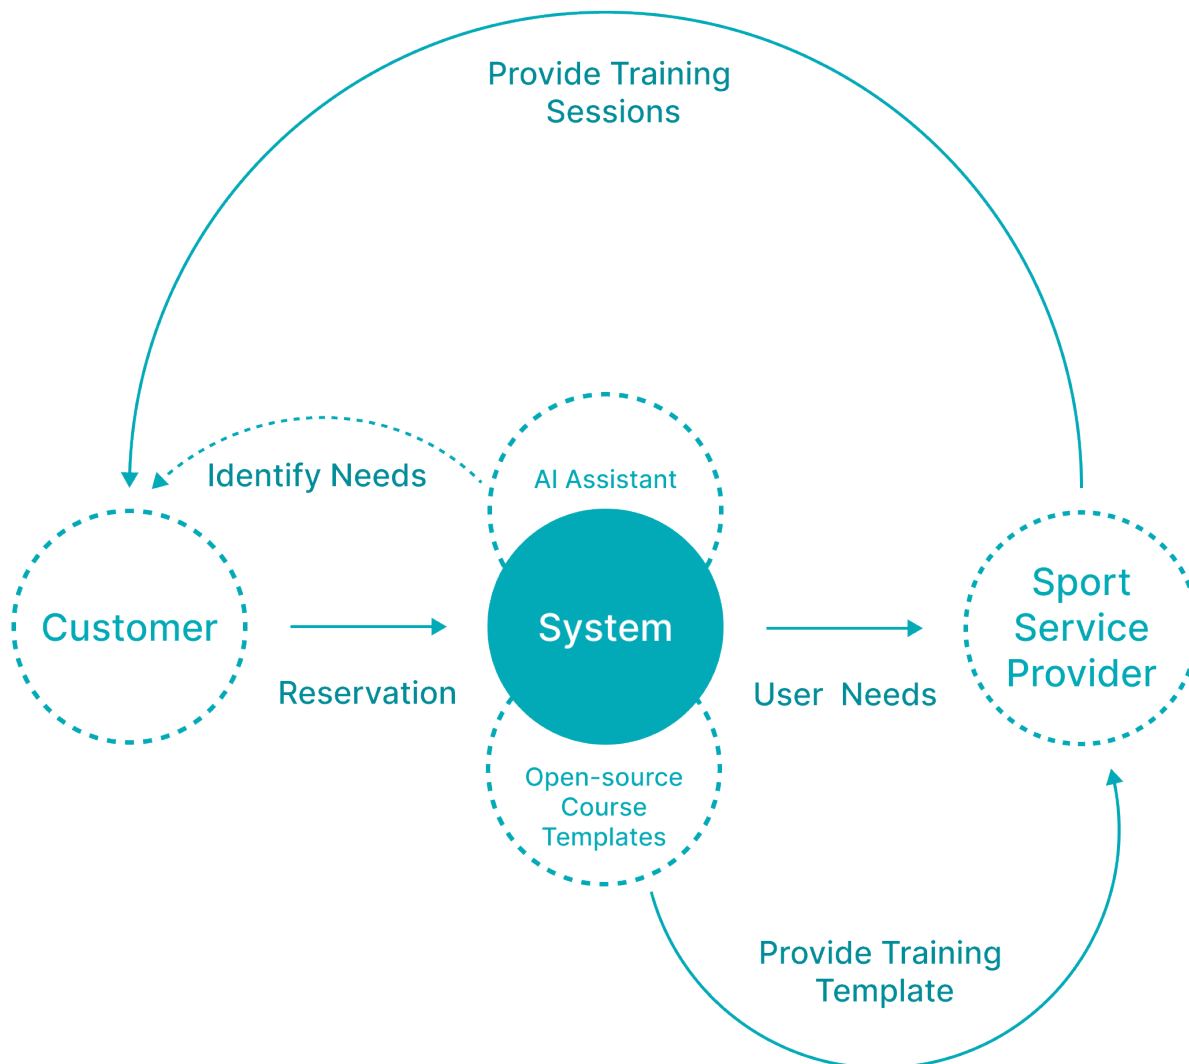 Provide Training
Sessions
Identify Needs
AI Assistant
Customer
Reservation
System
User Needs
Sport
Service
Provider
Open-source
Course
Templates
Provide Training
Template